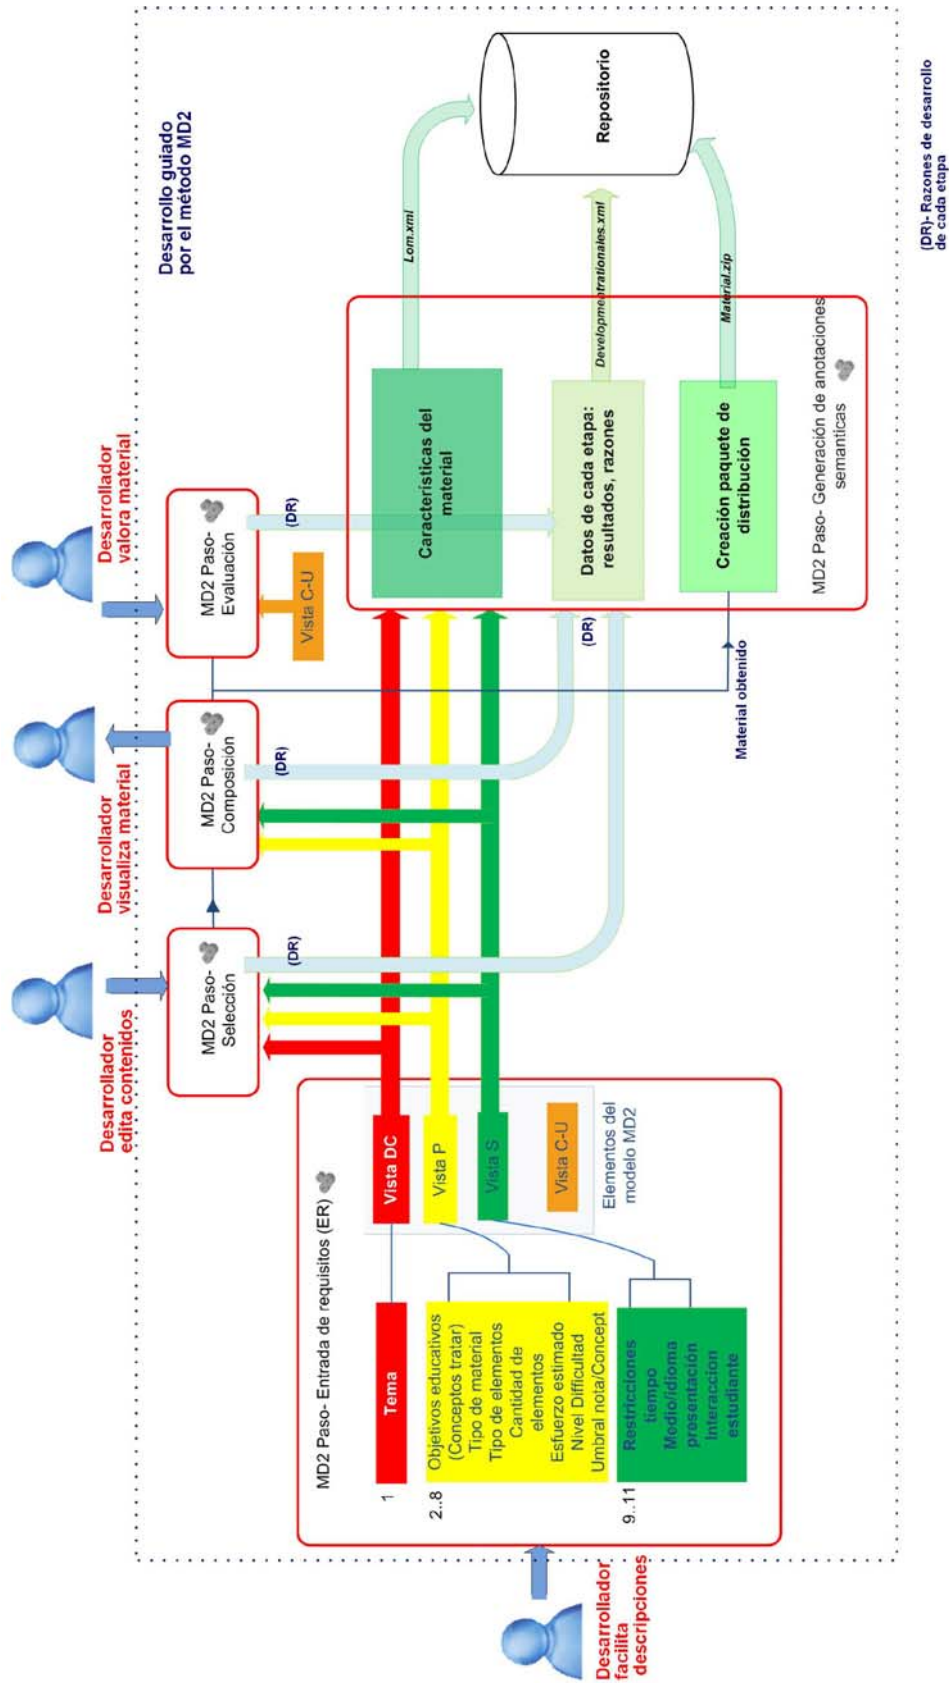 Desarrollo guiado
por el método MD2
Desarrollador
facilita
descripciones
MD2 Paso- Entrada de requisitos (ER)
1
Tema
2..8
Objetivos educativos
(Conceptos tratar)
Tipo de material
Tipo de elementos
Cantidad de
elementos
Esfuerzo estimado
Nivel Difficultad
Umbral nota/Concept
9..11
Restricciones
tiempo
Medio/idioma
presentación
Interaccion
estudiante
Vista DC
Vista P
Vista S
Vista C-U
Elementos del
modelo MD2
Desarrollador
edita contenidos
MD2 Paso-
Selección
(DR)
Desarrollador
visualiza material
MD2 Paso-
Composición
(DR)
Desarrollador
valora material
MD2 Paso-
Evaluación
Vista C-U
(DR)
(DR)
Material obtenido
Características del
material
Datos de cada etapa:
resultados, razones
Creación paquete de
distribución
MD2 Paso- Generación de anotaciones
semanticas
Lom.xml
Developmentrationales.xml
Material.zip
Repositorio
(DR)- Razones de desarrollo
de cada etapa